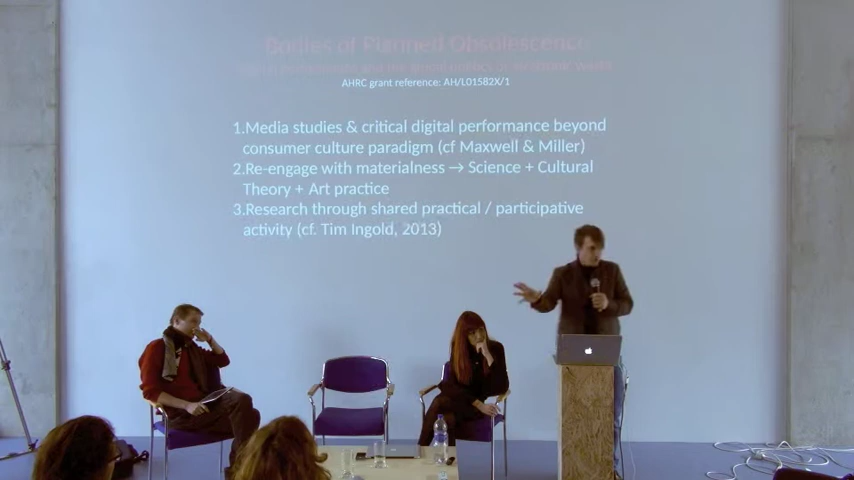 Bodies of Planned Obsolescence
AHRC grant reference: AH/L01582X/1
1.Media studies & critical digital performance beyond
consumer culture paradigm (cf Maxwell & Miller)
2.Re-engage with materialness → Science + Cultural
Theory + Art practice
3.Research through shared practical / participative
activity (cf. Tim Ingold, 2013)